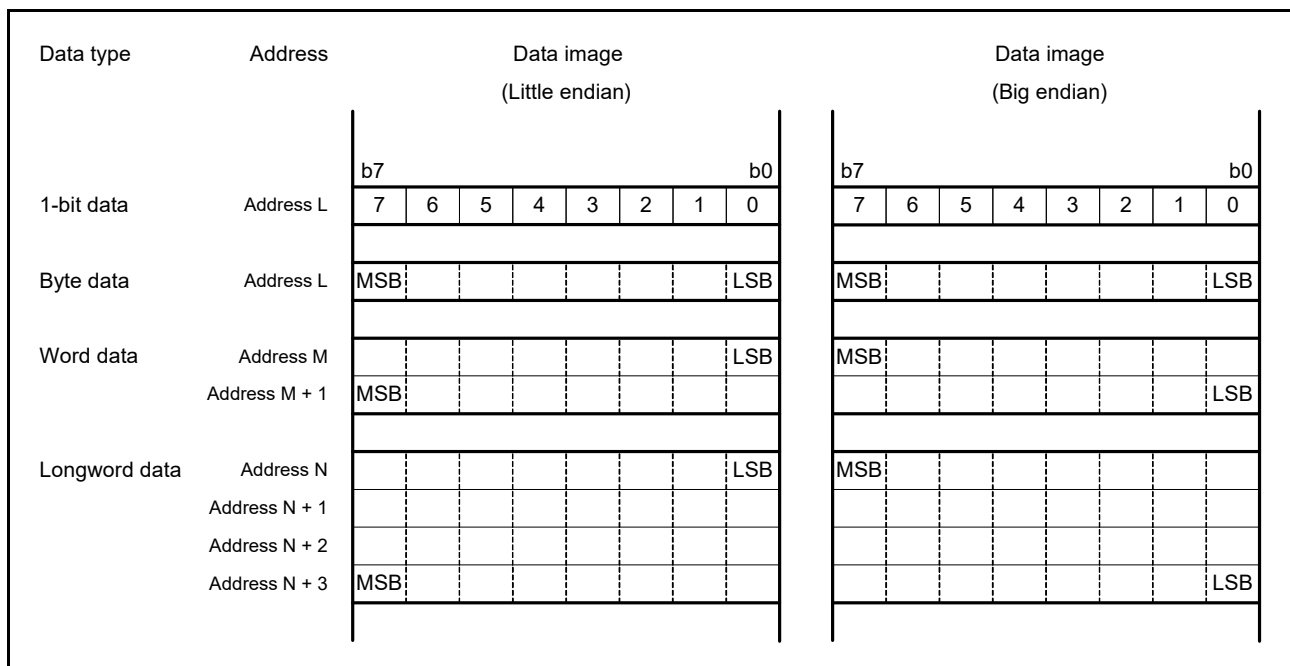 Data type Address Data image Data image
(Little endian) (Big endian)
b7 b0 b7 b0
1-bit data Address L 7 6 5 4 3 2 1 0 7 6 5 4 3 2 1 0
Byte data Address L MSB LSB MSB LSB
Word data Address M LSB MSB
Address M + 1 MSB LSB
Longword data Address N LSB MSB
Address N + 1
Address N + 2
Address N + 3 MSB LSB